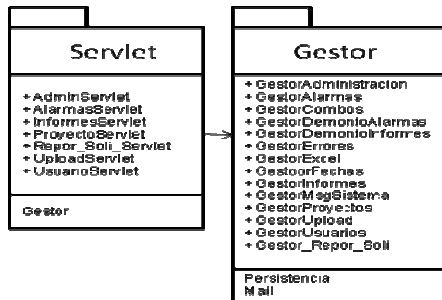 Servlet
+ AdminServlet
+ AlarmasServlet
+ InformesServlet
+ ProyectoServlet
+ Repor_Soli_Servlet
+ UploadServlet
+ UsuarioServlet
Gestor
Gestor
+ GestorAdministracion
+ GestorAlarmas
+ GestorCombos
+ GestorDemonioAlarmas
+ GestorDemonioInformes
+ GestorErrores
+ GestorExcel
+ GestoorFechas
+ GestorInformes
+ GestorMsgSistema
+ GestorProyectos
+ GestorUpload
+ GestorUsuarios
+ Gestor_Repor_Soli
Persistencia
Mail